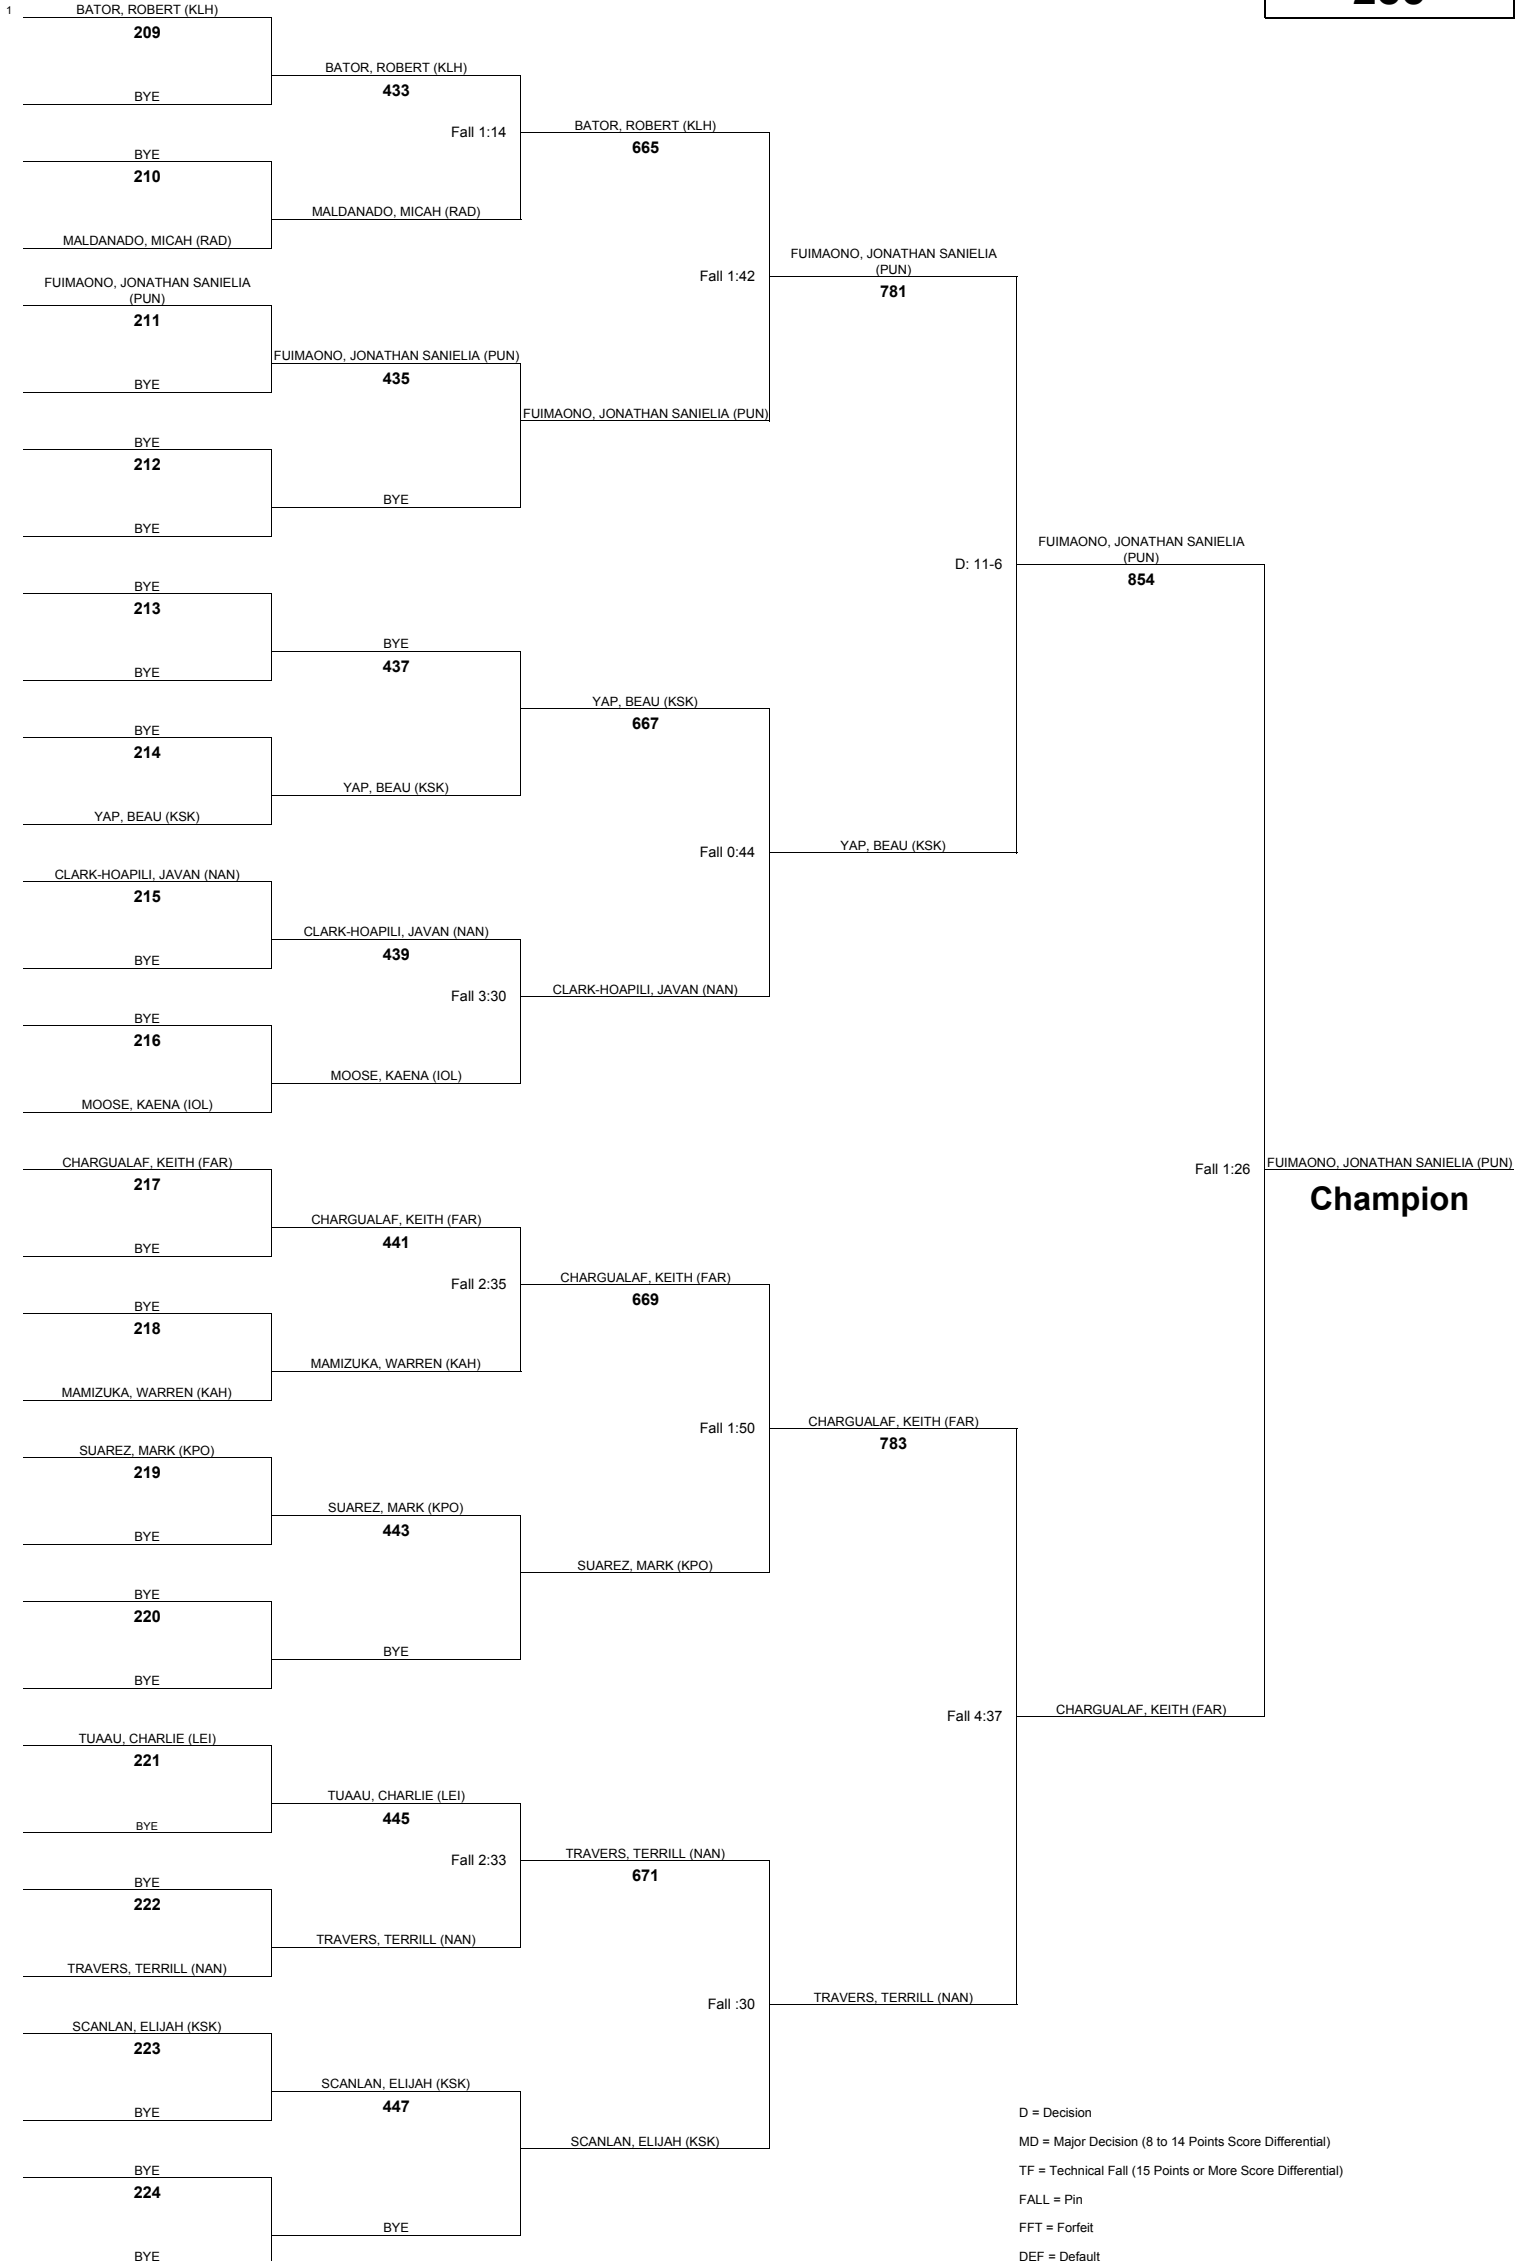 1
BATOR, ROBERT (KLH)
209
BYE
BYE
210
MALDANADO, MICAH (RAD)
FUIMAONO, JONATHAN SANIELIA
(PUN)
211
BYE
BYE
212
BYE
BYE
213
BYE
BYE
214
YAP, BEAU (KSK)
CLARK-HOAPILI, JAVAN (NAN)
215
BYE
BYE
216
MOOSE, KAENA (IOL)
CHARGUALAF, KEITH (FAR)
217
BYE
BYE
218
MAMIZUKA, WARREN (KAH)
SUAREZ, MARK (KPO)
219
BYE
BYE
220
BYE
TUAAU, CHARLIE (LEI)
221
BYE
BYE
222
TRAVERS, TERRILL (NAN)
SCANLAN, ELIJAH (KSK)
223
BYE
BYE
224
BYE
BATOR, ROBERT (KLH)
433
Fall 1:14
MALDANADO, MICAH (RAD)
FUIMAONO, JONATHAN SANIELIA (PUN)
435
BYE
BYE
437
YAP, BEAU (KSK)
CLARK-HOAPILI, JAVAN (NAN)
439
Fall 3:30
MOOSE, KAENA (IOL)
CHARGUALAF, KEITH (FAR)
441
Fall 2:35
MAMIZUKA, WARREN (KAH)
SUAREZ, MARK (KPO)
443
BYE
TUAAU, CHARLIE (LEI)
445
Fall 2:33
TRAVERS, TERRILL (NAN)
SCANLAN, ELIJAH (KSK)
447
BYE
BATOR, ROBERT (KLH)
665
Fall 1:42
FUIMAONO, JONATHAN SANIELIA (PUN)
YAP, BEAU (KSK)
667
Fall 0:44
CLARK-HOAPILI, JAVAN (NAN)
CHARGUALAF, KEITH (FAR)
669
Fall 1:50
SUAREZ, MARK (KPO)
TRAVERS, TERRILL (NAN)
671
Fall :30
SCANLAN, ELIJAH (KSK)
FUIMAONO, JONATHAN SANIELIA
(PUN)
781
D: 11-6
YAP, BEAU (KSK)
CHARGUALAF, KEITH (FAR)
783
Fall 4:37
TRAVERS, TERRILL (NAN)
FUIMAONO, JONATHAN SANIELIA
(PUN)
854
Fall 1:26
CHARGUALAF, KEITH (FAR)
FUIMAONO, JONATHAN SANIELIA (PUN)
Champion
D = Decision
MD = Major Decision (8 to 14 Points Score Differential)
TF = Technical Fall (15 Points or More Score Differential)
FALL = Pin
FFT = Forfeit
DEF = Default